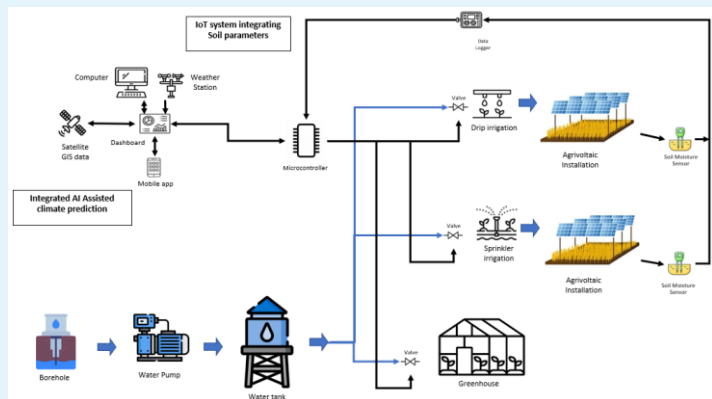 IoT system integrating
Soil parameters
Data
Logger
Computer
Weather
Station
Satellite
GIS data
Dashboard
Mobile app
Integrated AI Assisted
climate prediction
Microcontroller
Valve
Drip irrigation
Agrivoltaic
Installation
Soil Moisture
Sensor
Valve
Sprinkler
irrigation
Agrivoltaic
Installation
Soil Moisture
Sensor
Borehole
Water Pump
Water tank
Valve
Greenhouse